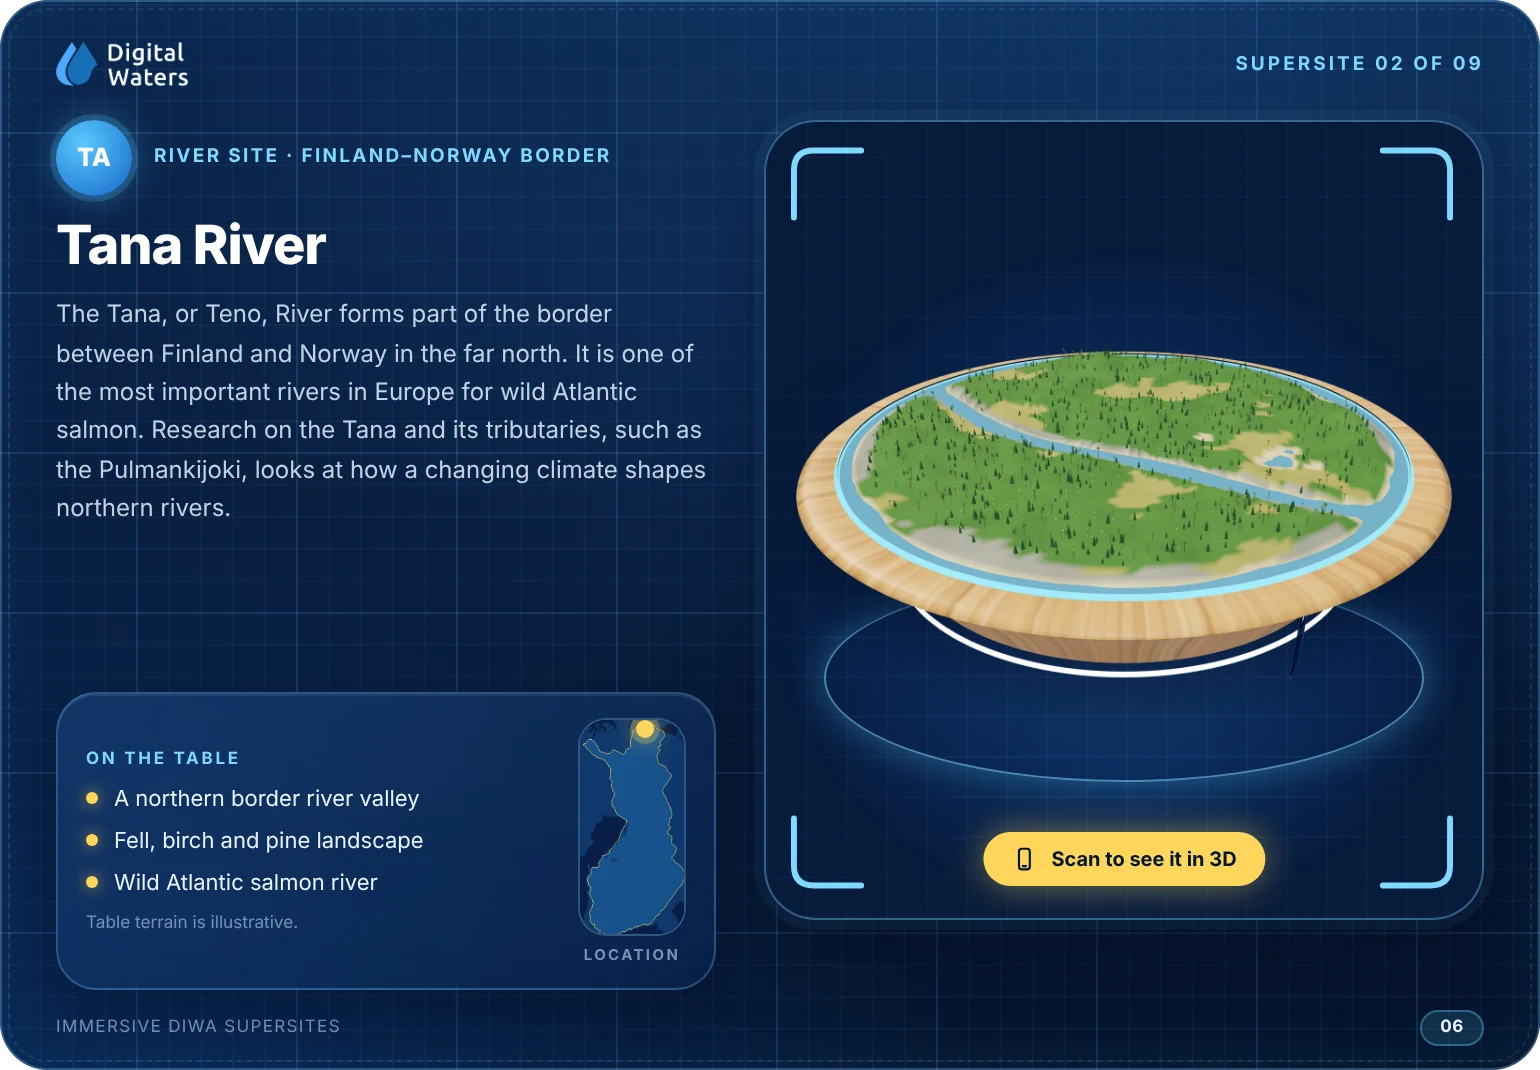 Digital
Waters
SUPERSITE 02 OF 09
TA
RIVER SITE · FINLAND–NORWAY BORDER
Tana River
The Tana, or Teno, River forms part of the border
between Finland and Norway in the far north. It is one of
the most important rivers in Europe for wild Atlantic
salmon. Research on the Tana and its tributaries, such as
the Pulmankijoki, looks at how a changing climate shapes
northern rivers.
ON THE TABLE
A northern border river valley
Fell, birch and pine landscape
Wild Atlantic salmon river
Table terrain is illustrative.
LOCATION
Scan to see it in 3D
IMMERSIVE DIWA SUPERSITES
06